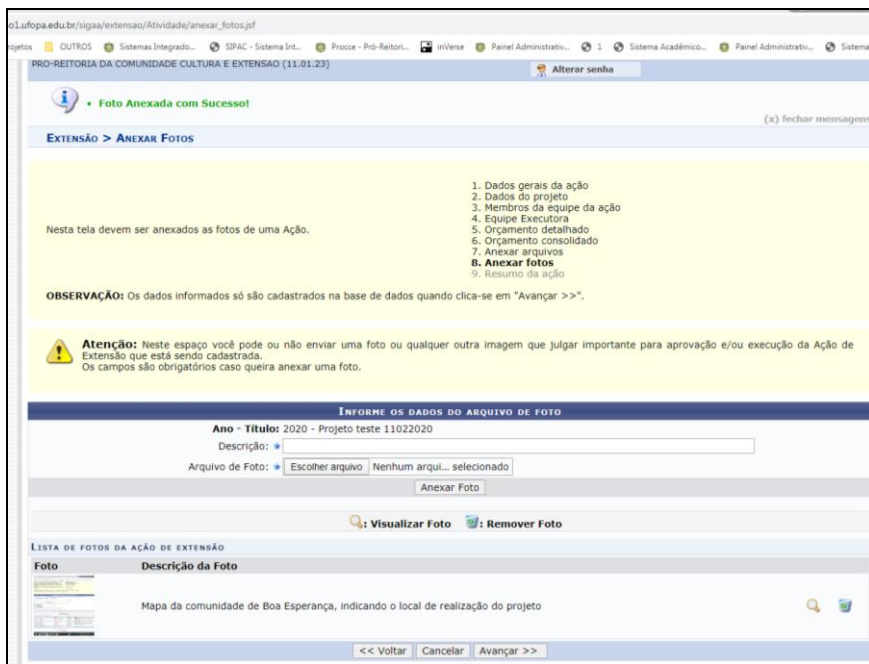 o1.ufopa.edu.br/sigaa/extensao/Atividade/anexar_fotos.jsf
rojetos OUTROS Sistemas Integrado... SIPAC - Sistema Int... Procce - Pró-Reitori... inVerse Painel Administrativ... 1 Sistema Acadêmico... Painel Administrativ... Sistema
PRÓ-REITORIA DA COMUNIDADE CULTURA E EXTENSÃO (11.01.23) Alterar senha
• Foto Anexada com Sucesso!
(x) fechar mensagens
EXTENSÃO > ANEXAR FOTOS
Nesta tela devem ser anexados as fotos de uma Ação.
1. Dados gerais da ação
2. Dados do projeto
3. Membros da equipe da ação
4. Equipe Executora
5. Orçamento detalhado
6. Orçamento consolidado
7. Anexar arquivos
8. Anexar fotos
9. Resumo da ação
OBSERVAÇÃO: Os dados informados só são cadastrados na base de dados quando clica-se em "Avançar >>".
Atenção: Neste espaço você pode ou não enviar uma foto ou qualquer outra imagem que julgar importante para aprovação e/ou execução da Ação de
Extensão que está sendo cadastrada.
Os campos são obrigatórios caso queira anexar uma foto.
INFORME OS DADOS DO ARQUIVO DE FOTO
Ano - Título: 2020 - Projeto teste 11022020
Descrição:
Arquivo de Foto: Escolher arquivo Nenhum arqui... selecionado
Anexar Foto
: Visualizar Foto : Remover Foto
LISTA DE FOTOS DA AÇÃO DE EXTENSÃO
Foto Descrição da Foto
Mapa da comunidade de Boa Esperança, indicando o local de realização do projeto
<< Voltar Cancelar Avançar >>